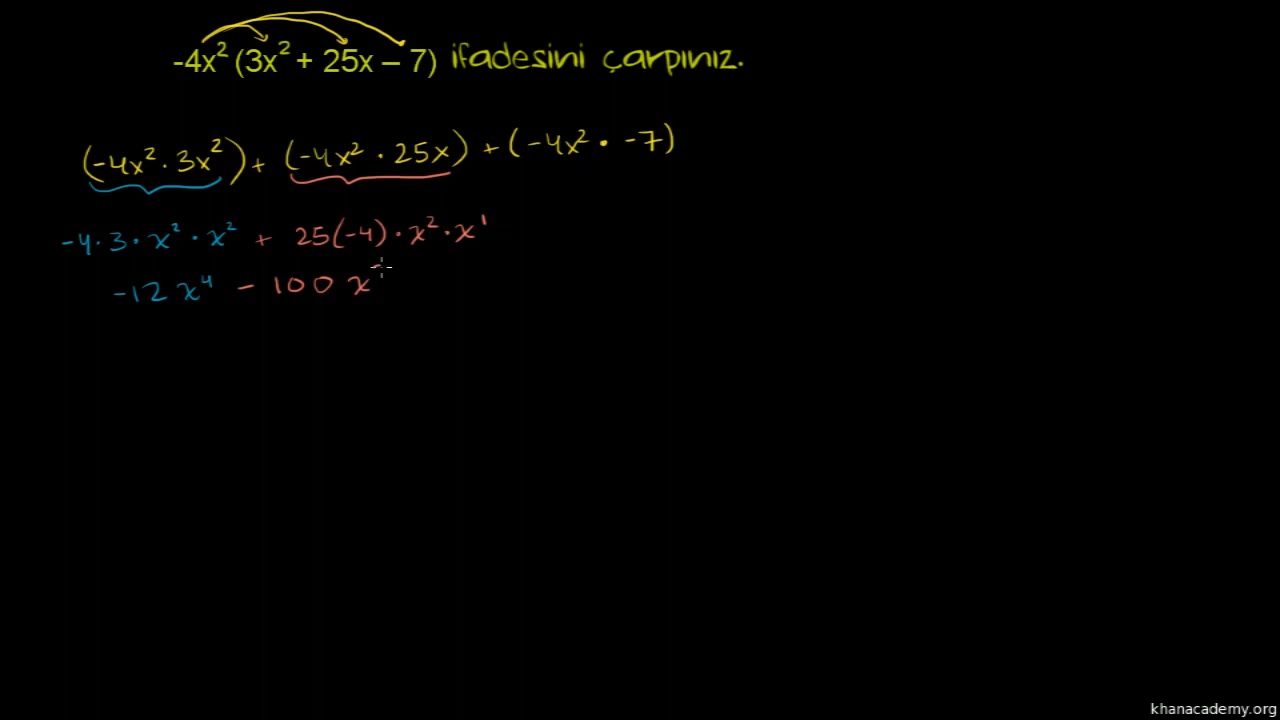 -4x² (3x² + 25x – 7) ifadesini çarpınız.
(-4x² · 3x²) + (-4x² · 25x) + (-4x² · -7)
-4 · 3 · x² · x² + 25(-4) · x² · x¹
-12 x⁴ - 100 x
khanacademy.org